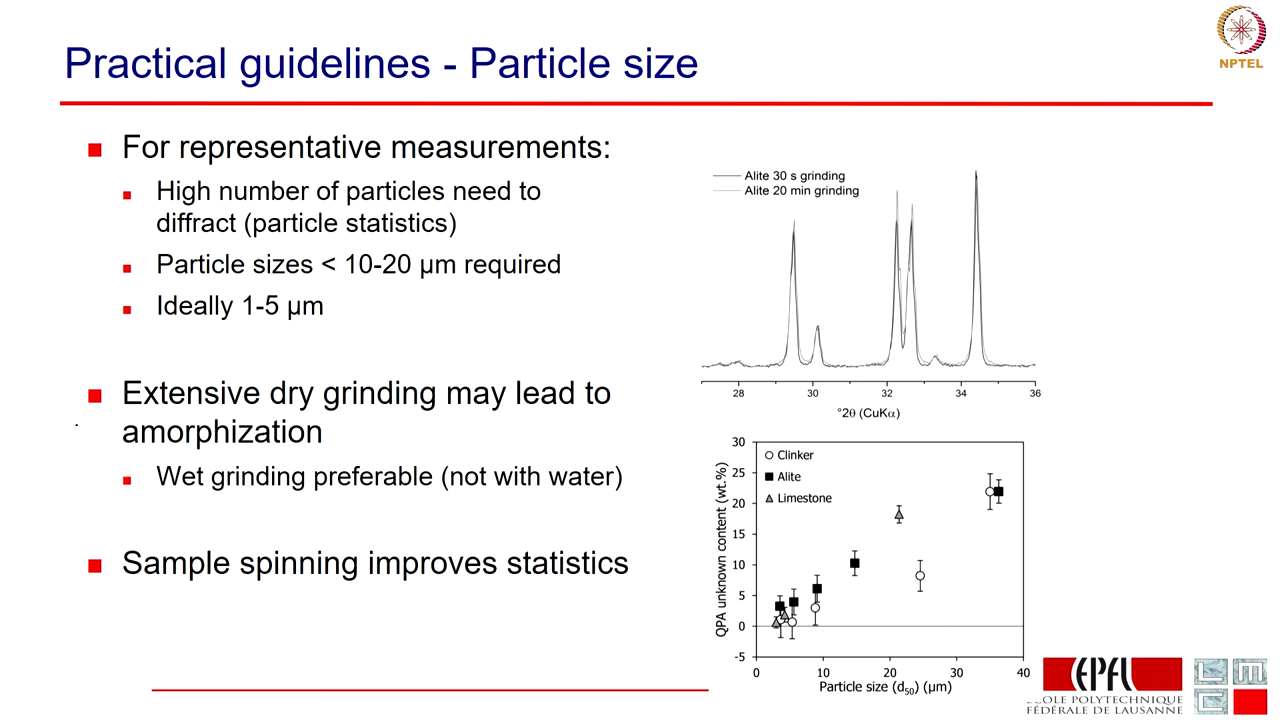 Practical guidelines - Particle size
NPTEL
For representative measurements:
High number of particles need to
diffract (particle statistics)
Particle sizes < 10-20 µm required
Ideally 1-5 µm
Extensive dry grinding may lead to
amorphization
Wet grinding preferable (not with water)
Sample spinning improves statistics
Alite 30 s grinding
Alite 20 min grinding
28 30 32 34 36
°2θ (CuKα)
30
25
20
15
10
5
0
-5
QPA unknown content (wt.%)
Clinker
Alite
Limestone
0 10 20 30 40
Particle size (d50) (µm)
EPFL
ÉCOLE POLYTECHNIQUE
FÉDÉRALE DE LAUSANNE
L M
C